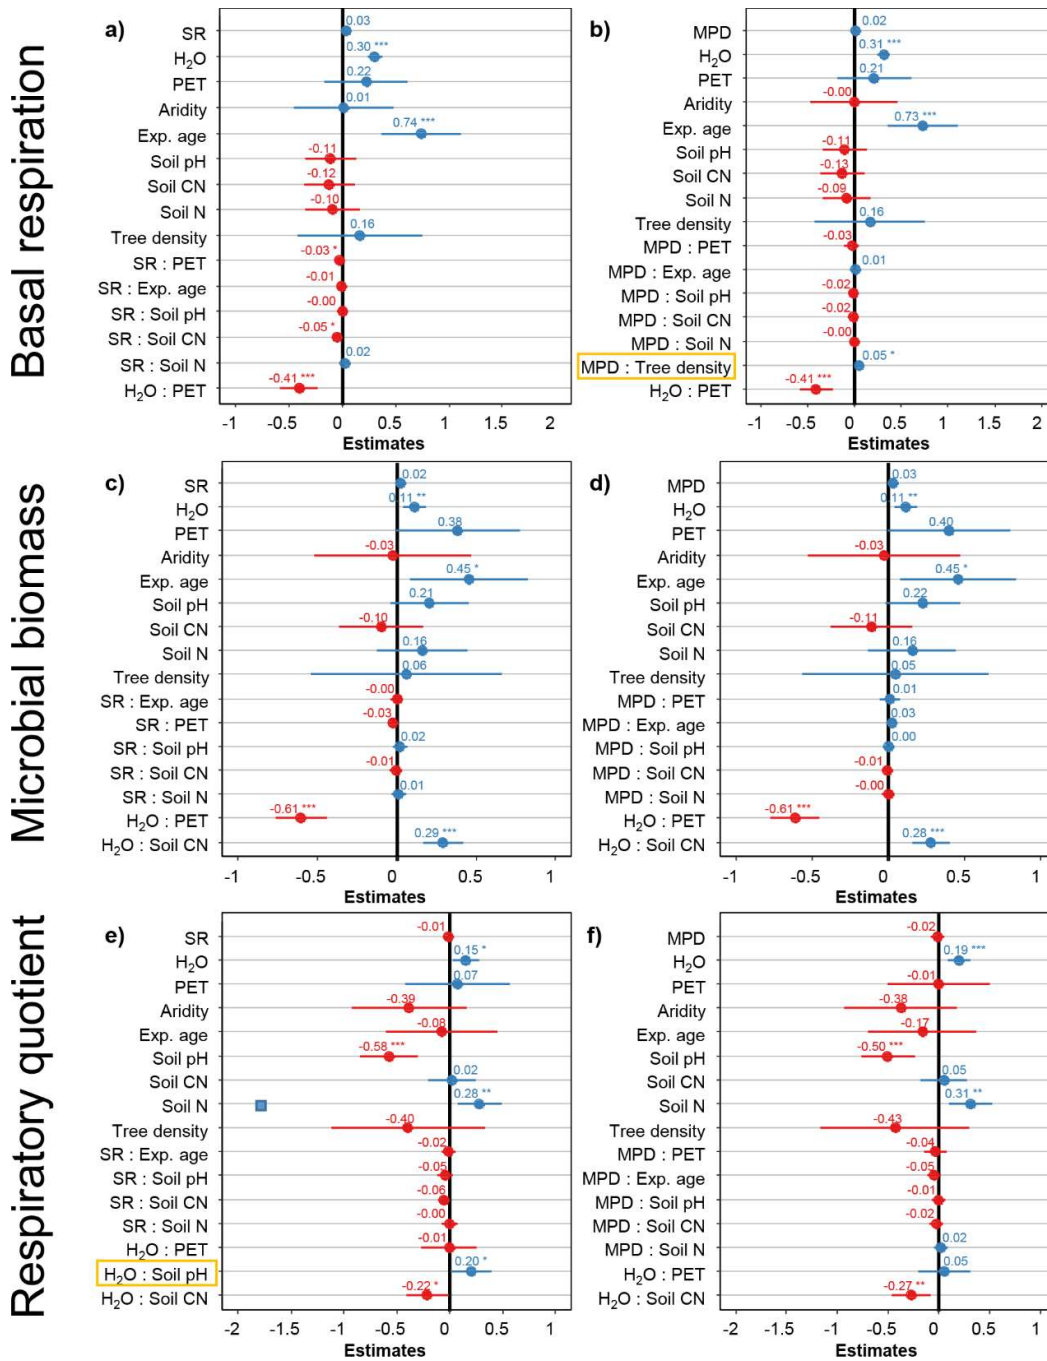 Basal respiration
a)
SR 0.03
H₂O 0.30 ***
PET 0.22
Aridity 0.01
Exp. age 0.74 ***
Soil pH -0.11
Soil CN -0.12
Soil N -0.10
Tree density 0.16
SR : PET -0.03 *
SR : Exp. age -0.01
SR : Soil pH -0.00
SR : Soil CN -0.05 *
SR : Soil N 0.02
H₂O : PET -0.41 ***
-1 -0.5 0 0.5 1 1.5 2
Estimates
b)
MPD 0.02
H₂O 0.31 ***
PET 0.21
Aridity -0.00
Exp. age 0.73 ***
Soil pH -0.11
Soil CN -0.13
Soil N -0.09
Tree density 0.16
MPD : PET -0.03
MPD : Exp. age 0.01
MPD : Soil pH -0.02
MPD : Soil CN -0.02
MPD : Soil N -0.00
MPD : Tree density 0.05 *
H₂O : PET -0.41 ***
-1 -0.5 0 0.5 1 1.5 2
Estimates
Microbial biomass
c)
SR 0.02
H₂O 0.11 **
PET 0.38
Aridity -0.03
Exp. age 0.45 *
Soil pH 0.21
Soil CN -0.10
Soil N 0.16
Tree density 0.06
SR : Exp. age -0.00
SR : PET -0.03
SR : Soil pH 0.02
SR : Soil CN -0.01
SR : Soil N 0.01
H₂O : PET -0.61 ***
H₂O : Soil CN 0.29 ***
-1 -0.5 0 0.5 1
Estimates
d)
MPD 0.03
H₂O 0.11 **
PET 0.40
Aridity -0.03
Exp. age 0.45 *
Soil pH 0.22
Soil CN -0.11
Soil N 0.16
Tree density 0.05
MPD : PET 0.01
MPD : Exp. age 0.03
MPD : Soil pH 0.00
MPD : Soil CN -0.01
MPD : Soil N -0.00
H₂O : PET -0.61 ***
H₂O : Soil CN 0.28 ***
-1 -0.5 0 0.5 1
Estimates
Respiratory quotient
e)
SR -0.01
H₂O 0.15 *
PET 0.07
Aridity -0.39
Exp. age -0.08
Soil pH -0.58 ***
Soil CN 0.02
Soil N 0.28 **
Tree density -0.40
SR : Exp. age -0.02
SR : Soil pH -0.05
SR : Soil CN -0.06
SR : Soil N -0.00
H₂O : PET -0.01
H₂O : Soil pH 0.20 *
H₂O : Soil CN -0.22 *
-2 -1.5 -1 -0.5 0 0.5 1
Estimates
f)
MPD -0.02
H₂O 0.19 ***
PET -0.01
Aridity -0.38
Exp. age -0.17
Soil pH -0.50 ***
Soil CN 0.05
Soil N 0.31 **
Tree density -0.43
MPD : PET -0.04
MPD : Exp. age -0.05
MPD : Soil pH -0.01
MPD : Soil CN -0.02
MPD : Soil N 0.02
H₂O : PET 0.05
H₂O : Soil CN -0.27 **
-2 -1.5 -1 -0.5 0 0.5 1
Estimates